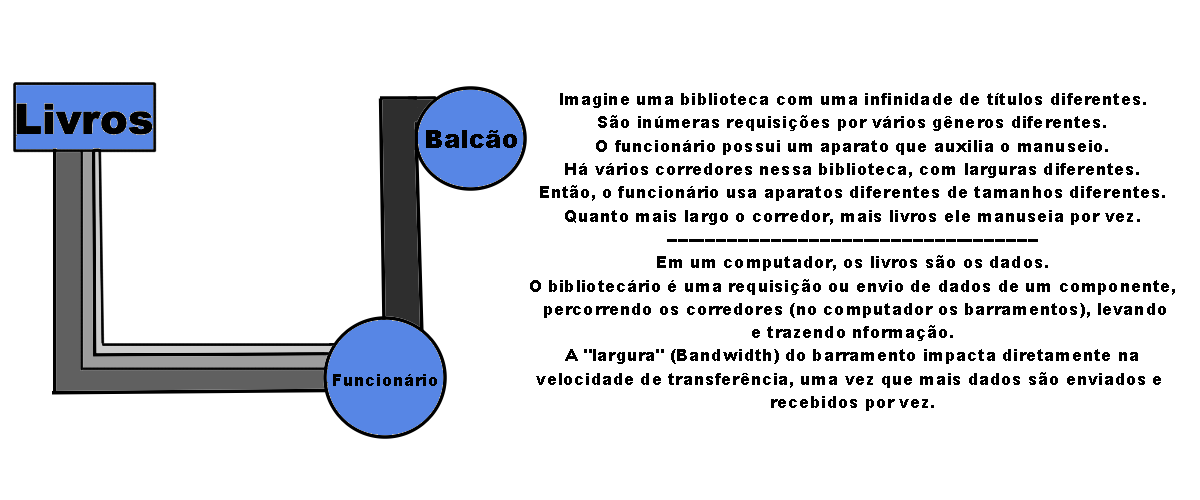 Livros
Balcão
Funcionário
Imagine uma biblioteca com uma infinidade de títulos diferentes.
São inúmeras requisições por vários gêneros diferentes.
O funcionário possui um aparato que auxilia o manuseio.
Há vários corredores nessa biblioteca, com larguras diferentes.
Então, o funcionário usa aparatos diferentes de tamanhos diferentes.
Quanto mais largo o corredor, mais livros ele manuseia por vez.
----------------------------------
Em um computador, os livros são os dados.
O bibliotecário é uma requisição ou envio de dados de um componente,
percorrendo os corredores (no computador os barramentos), levando
e trazendo nformação.
A "largura" (Bandwidth) do barramento impacta diretamente na
velocidade de transferência, uma vez que mais dados são enviados e
recebidos por vez.